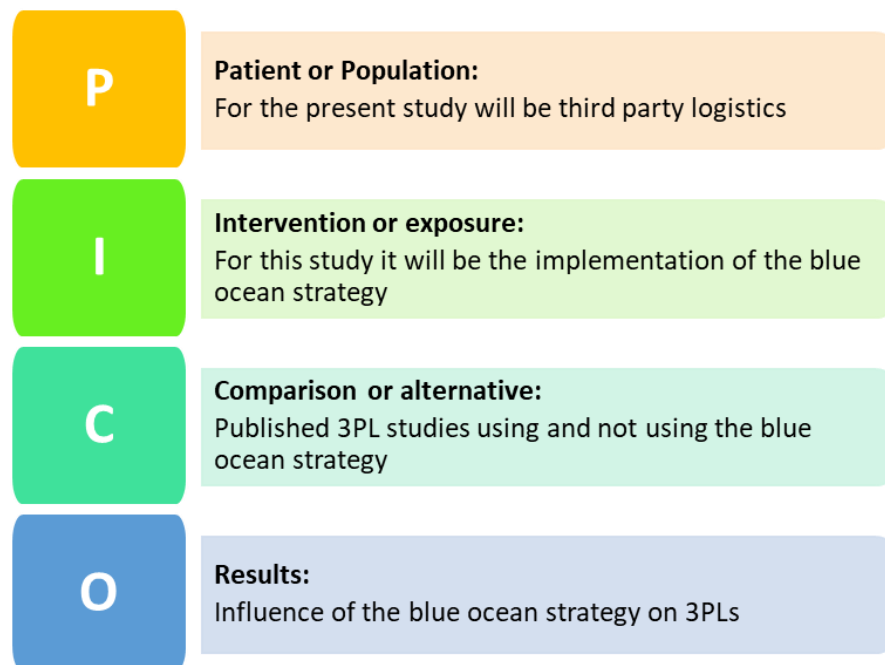 P
Patient or Population:
For the present study will be third party logistics
I
Intervention or exposure:
For this study it will be the implementation of the blue
ocean strategy
C
Comparison or alternative:
Published 3PL studies using and not using the blue
ocean strategy
O
Results:
Influence of the blue ocean strategy on 3PLs